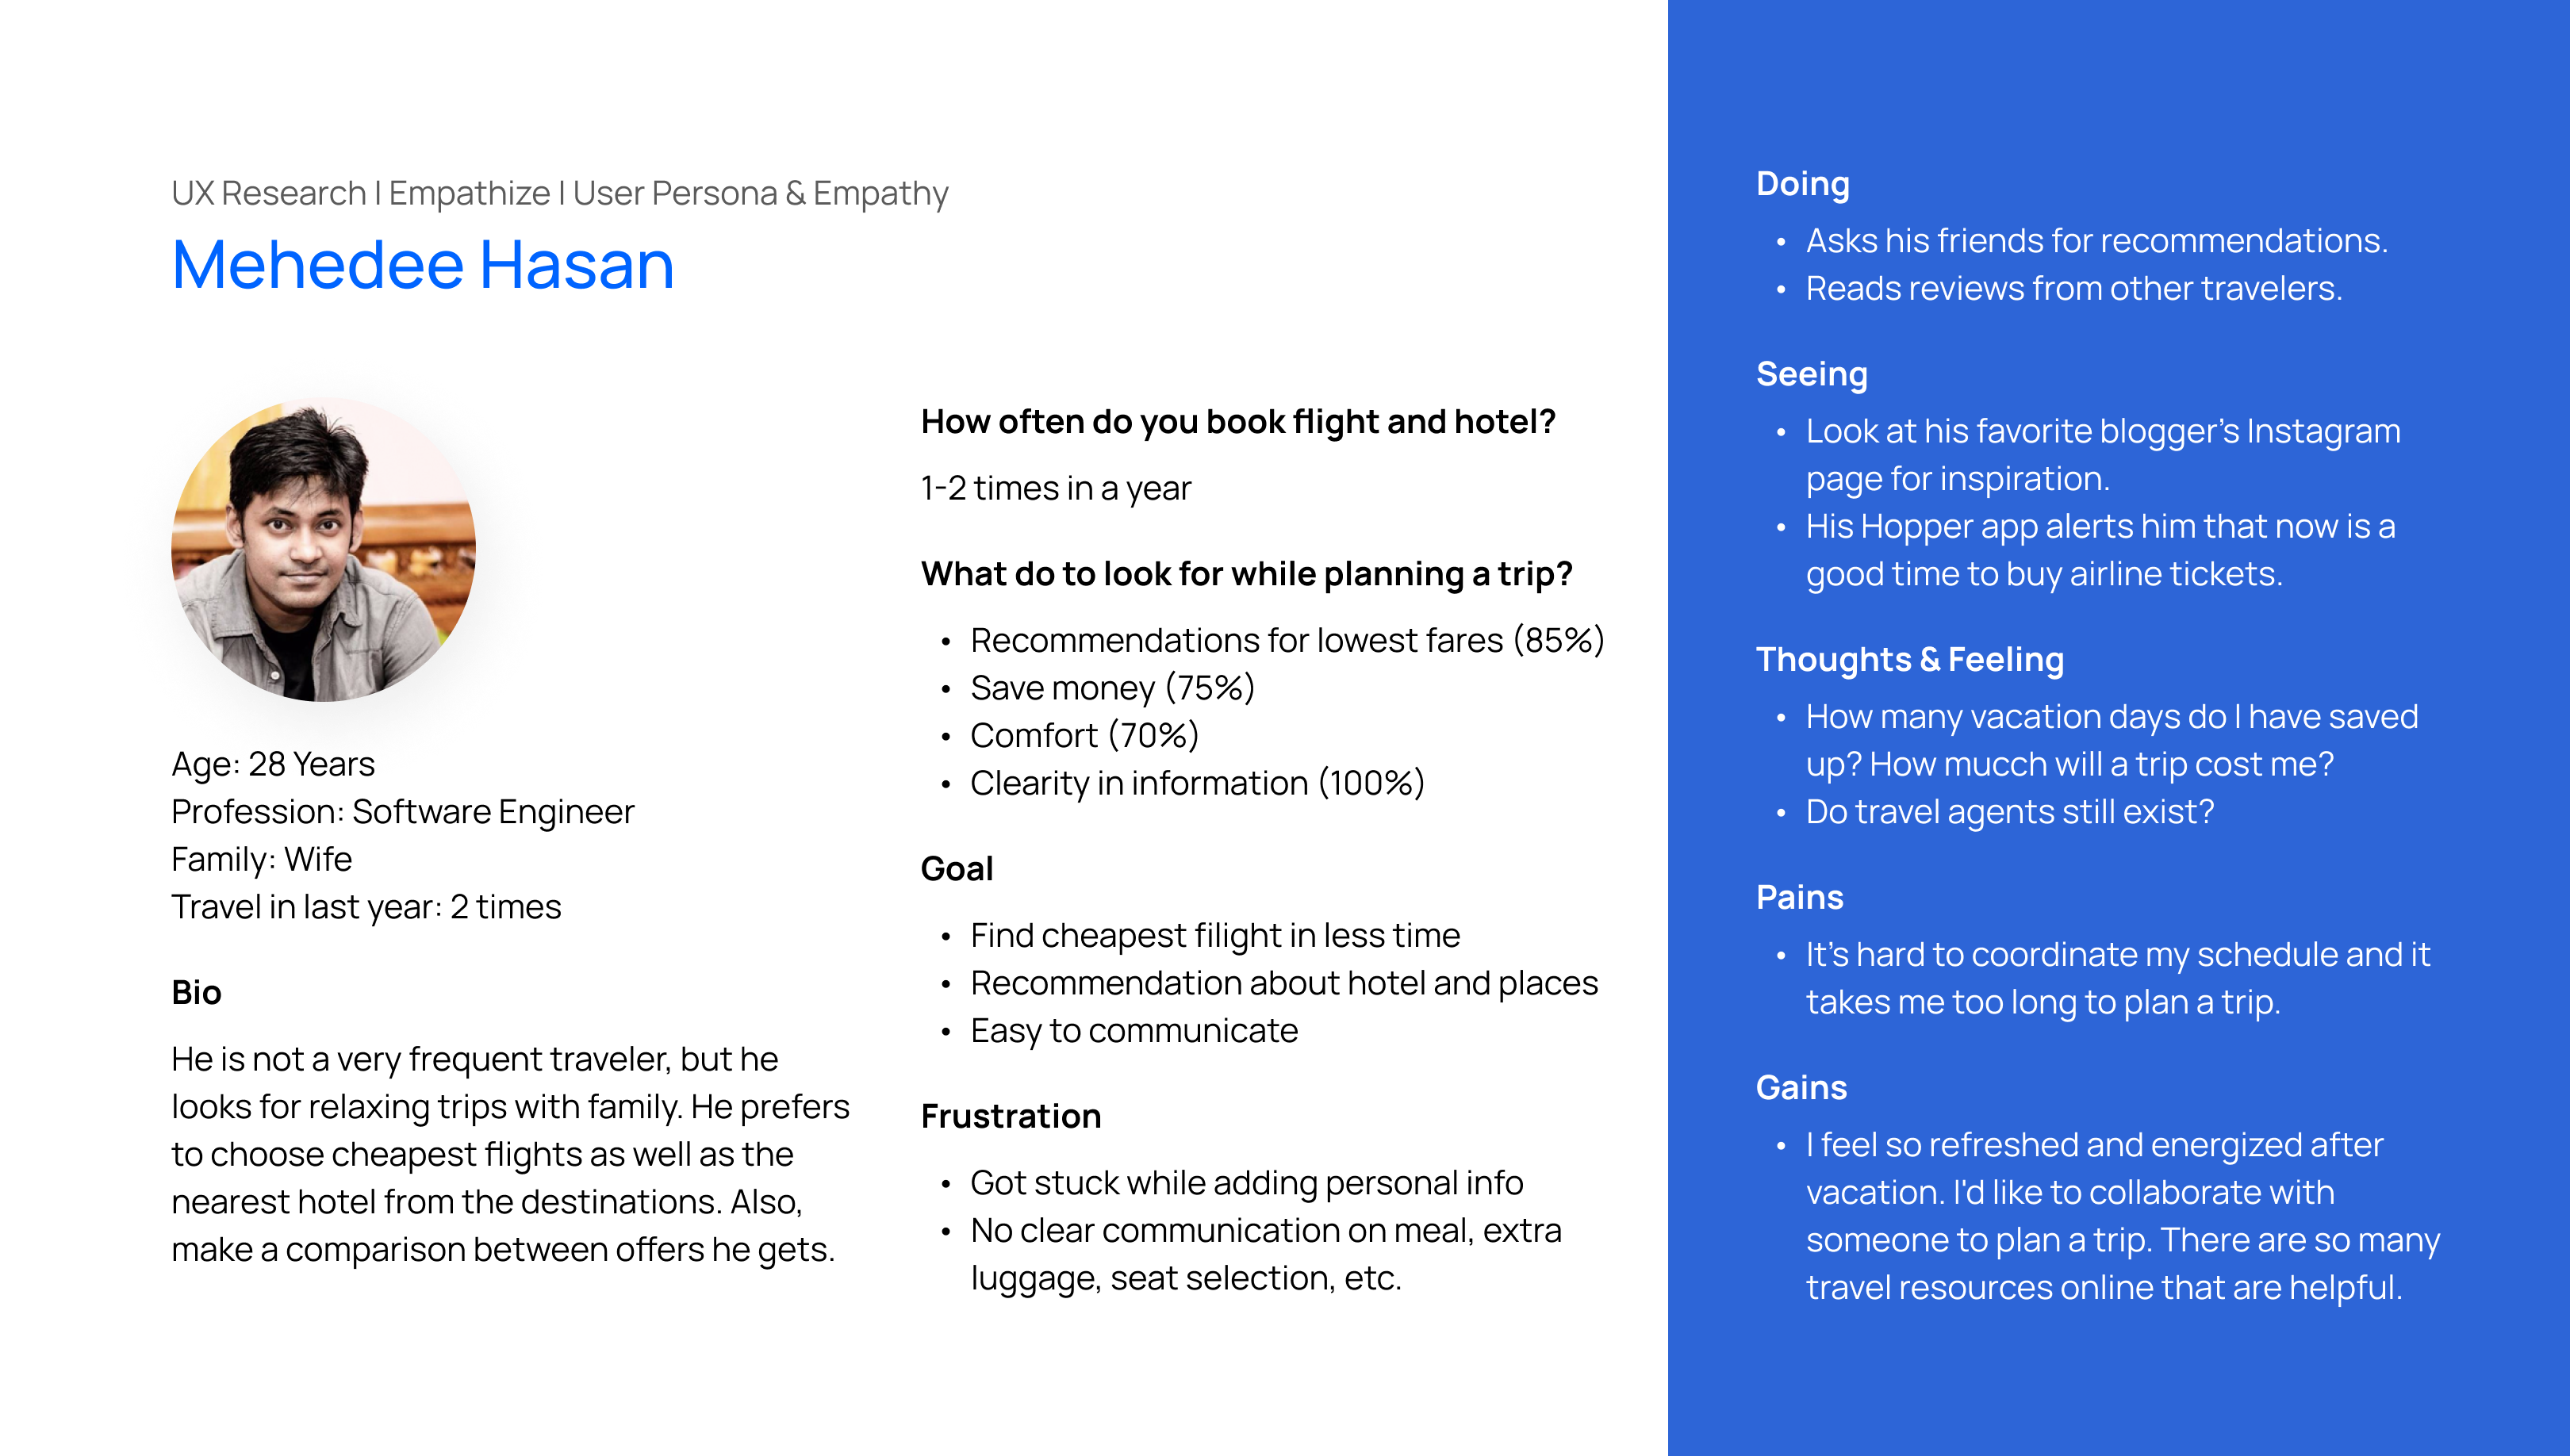 UX Research | Empathize | User Persona & Empathy
Mehedee Hasan
Age: 28 Years
Profession: Software Engineer
Family: Wife
Travel in last year: 2 times
Bio
He is not a very frequent traveler, but he
looks for relaxing trips with family. He prefers
to choose cheapest flights as well as the
nearest hotel from the destinations. Also,
make a comparison between offers he gets.
How often do you book flight and hotel?
1-2 times in a year
What do to look for while planning a trip?
• Recommendations for lowest fares (85%)
• Save money (75%)
• Comfort (70%)
• Clearity in information (100%)
Goal
• Find cheapest filight in less time
• Recommendation about hotel and places
• Easy to communicate
Frustration
• Got stuck while adding personal info
• No clear communication on meal, extra
luggage, seat selection, etc.
Doing
• Asks his friends for recommendations.
• Reads reviews from other travelers.
Seeing
• Look at his favorite blogger’s Instagram
page for inspiration.
• His Hopper app alerts him that now is a
good time to buy airline tickets.
Thoughts & Feeling
• How many vacation days do I have saved
up? How mucch will a trip cost me?
• Do travel agents still exist?
Pains
• It’s hard to coordinate my schedule and it
takes me too long to plan a trip.
Gains
• I feel so refreshed and energized after
vacation. I'd like to collaborate with
someone to plan a trip. There are so many
travel resources online that are helpful.